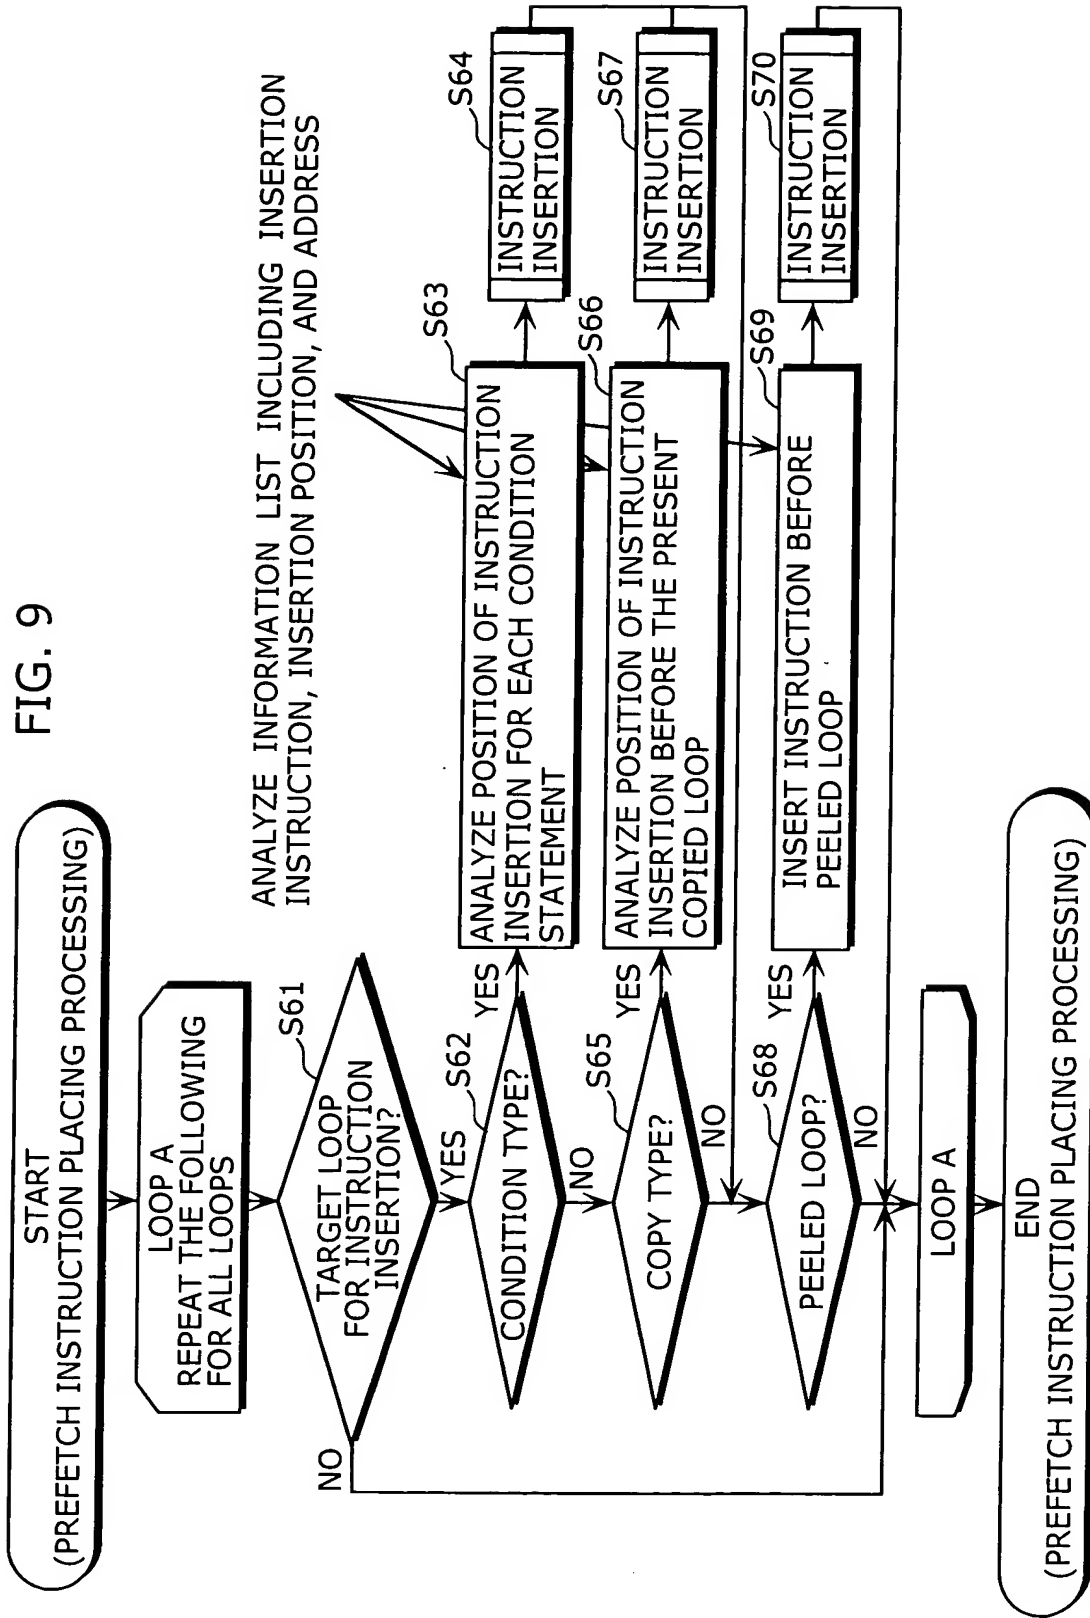 FIG. 9
START
(PREFETCH INSTRUCTION PLACING PROCESSING)
LOOP A
REPEAT THE FOLLOWING
FOR ALL LOOPS
S61
TARGET LOOP
FOR INSTRUCTION
INSERTION?
NO
YES
ANALYZE INFORMATION LIST INCLUDING INSERTION
INSTRUCTION, INSERTION POSITION, AND ADDRESS
S62
CONDITION TYPE?
YES
NO
S63
ANALYZE POSITION OF INSTRUCTION
INSERTION FOR EACH CONDITION
STATEMENT
S64
INSTRUCTION
INSERTION
S65
COPY TYPE?
YES
NO
S66
ANALYZE POSITION OF INSTRUCTION
INSERTION BEFORE THE PRESENT
COPIED LOOP
S67
INSTRUCTION
INSERTION
S68
PEELED LOOP?
YES
NO
S69
INSERT INSTRUCTION BEFORE
PEELED LOOP
S70
INSTRUCTION
INSERTION
LOOP A
END
(PREFETCH INSTRUCTION PLACING PROCESSING)